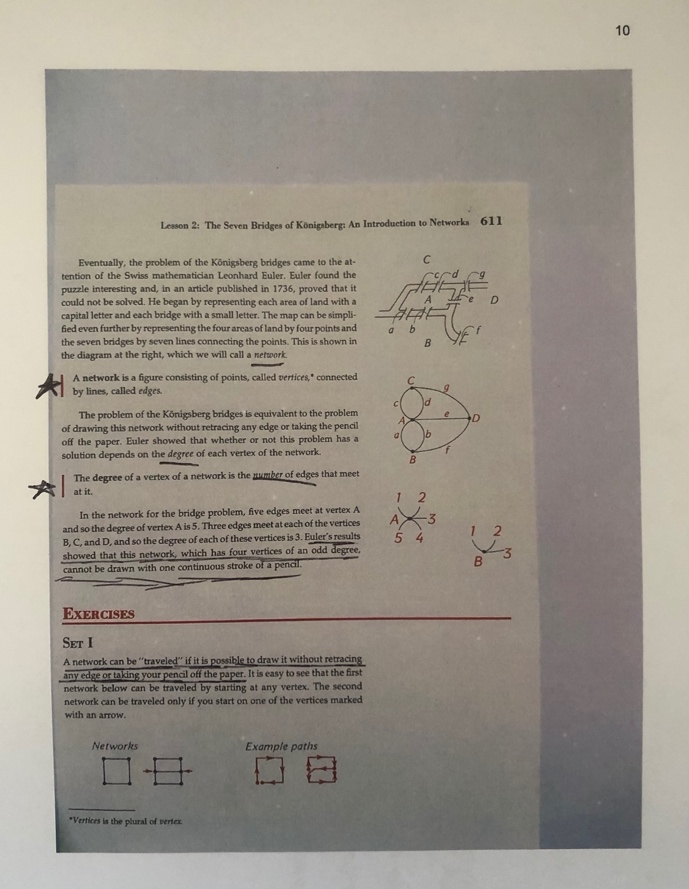 10
Lesson 2: The Seven Bridges of Königsberg: An Introduction to Networks 611
Eventually, the problem of the Königsberg bridges came to the at-
tention of the Swiss mathematician Leonhard Euler. Euler found the
puzzle interesting and, in an article published in 1736, proved that it
could not be solved. He began by representing each area of land with a
capital letter and each bridge with a small letter. The map can be simpli-
fied even further by representing the four areas of land by four points and
the seven bridges by seven lines connecting the points. This is shown in
the diagram at the right, which we will call a network.
C
c d g
A e D
a b f
B
A network is a figure consisting of points, called vertices,* connected
by lines, called edges.
The problem of the Königsberg bridges is equivalent to the problem
of drawing this network without retracing any edge or taking the pencil
off the paper. Euler showed that whether or not this problem has a
solution depends on the degree of each vertex of the network.
C g
c d
A e D
a b
f
B
The degree of a vertex of a network is the number of edges that meet
at it.
In the network for the bridge problem, five edges meet at vertex A
and so the degree of vertex A is 5. Three edges meet at each of the vertices
B, C, and D, and so the degree of each of these vertices is 3. Euler's results
showed that this network, which has four vertices of an odd degree,
cannot be drawn with one continuous stroke of a pencil.
1 2
A 3
5 4
1 2
3
B
EXERCISES
SET I
A network can be "traveled" if it is possible to draw it without retracing
any edge or taking your pencil off the paper. It is easy to see that the first
network below can be traveled by starting at any vertex. The second
network can be traveled only if you start on one of the vertices marked
with an arrow.
Networks Example paths
*Vertices is the plural of vertex.